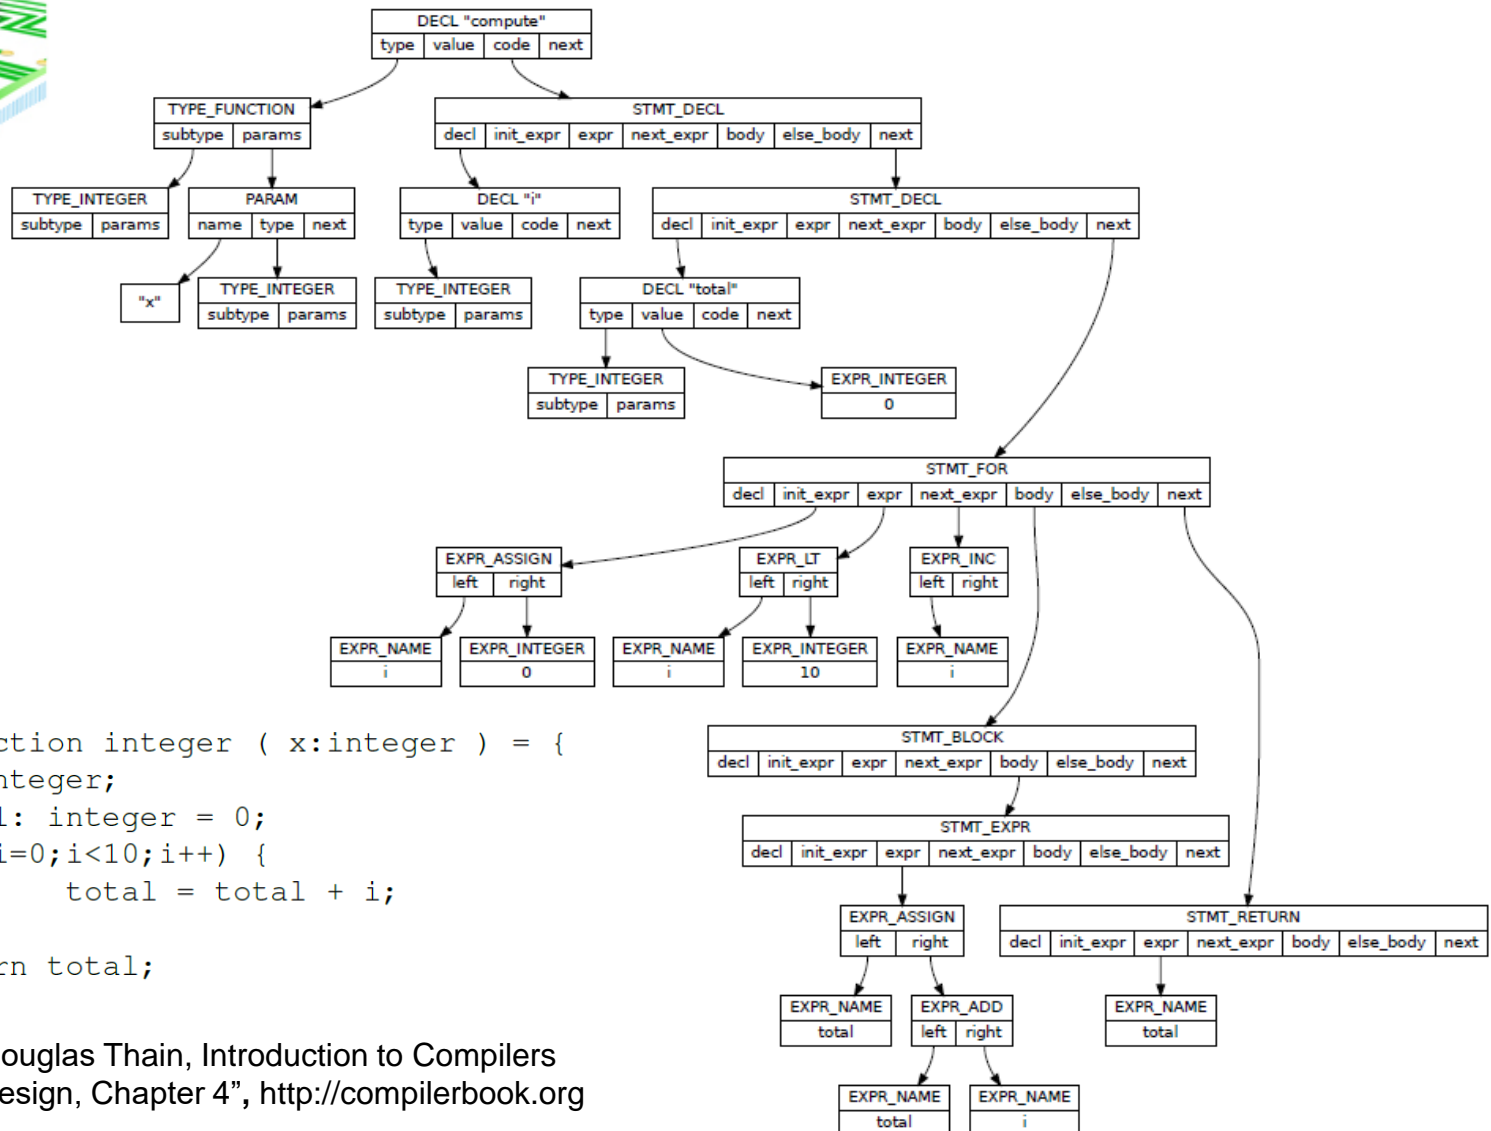 DECL "compute"
type value code next
TYPE_FUNCTION
subtype params
STMT_DECL
decl init_expr expr next_expr body else_body next
TYPE_INTEGER
subtype params
PARAM
name type next
DECL "i"
type value code next
STMT_DECL
decl init_expr expr next_expr body else_body next
"x"
TYPE_INTEGER
subtype params
TYPE_INTEGER
subtype params
DECL "total"
type value code next
TYPE_INTEGER
subtype params
EXPR_INTEGER
0
STMT_FOR
decl init_expr expr next_expr body else_body next
EXPR_ASSIGN
left right
EXPR_LT
left right
EXPR_INC
left right
EXPR_NAME
i
EXPR_INTEGER
0
EXPR_NAME
i
EXPR_INTEGER
10
EXPR_NAME
i
STMT_BLOCK
decl init_expr expr next_expr body else_body next
STMT_EXPR
decl init_expr expr next_expr body else_body next
EXPR_ASSIGN
left right
STMT_RETURN
decl init_expr expr next_expr body else_body next
EXPR_NAME
total
EXPR_ADD
left right
EXPR_NAME
total
EXPR_NAME
total
EXPR_NAME
i
ction integer ( x:integer ) = {
nteger;
l: integer = 0;
i=0;i<10;i++) {
total = total + i;
rn total;
ouglas Thain, Introduction to Compilers
esign, Chapter 4”, http://compilerbook.org